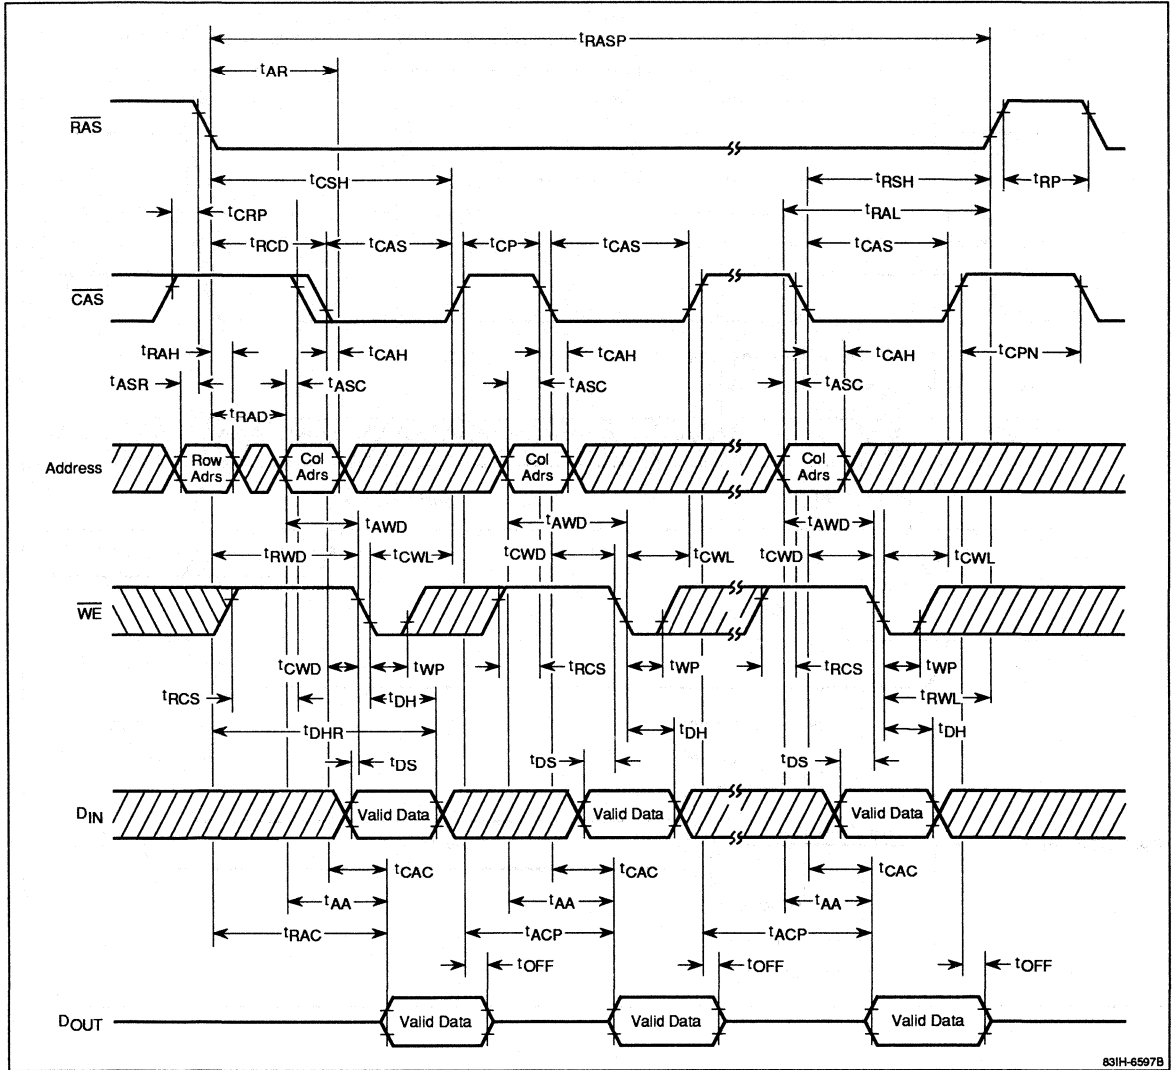 tRASP
tAR
RAS
tCSH
tRSH
tRP
tCRP
tRAL
tRCD
tCAS
tCP
tCAS
tCAS
CAS
tRAH
tCAH
tCAH
tCAH
tCPN
tASR
tASC
tASC
tASC
tRAD
Address
Row Adrs
Col Adrs
Col Adrs
Col Adrs
tAWD
tAWD
tAWD
tRWD
tCWL
tCWD
tCWL
tCWD
tCWL
WE
tCWD
tWP
tRCS
tWP
tRCS
tWP
tRCS
tDH
tRWL
tDHR
tDH
tDH
tDS
tDS
tDS
DIN
Valid Data
Valid Data
Valid Data
tCAC
tCAC
tCAC
tAA
tAA
tAA
tRAC
tACP
tACP
tOFF
tOFF
tOFF
DOUT
Valid Data
Valid Data
Valid Data
83IH-6597B